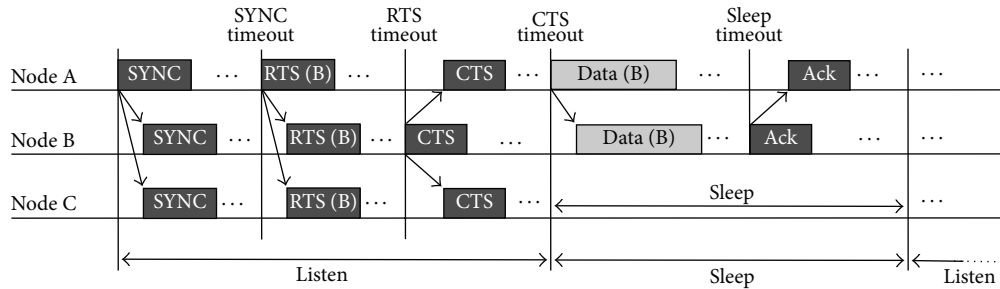 SYNC timeout RTS timeout CTS timeout Sleep timeout
Node A SYNC ... RTS (B) ... CTS ... Data (B) ... Ack ... ...
Node B SYNC ... RTS (B) ... CTS ... Data (B) ... Ack ... ...
Node C SYNC ... RTS (B) ... CTS ... Sleep ...
Listen Sleep Listen